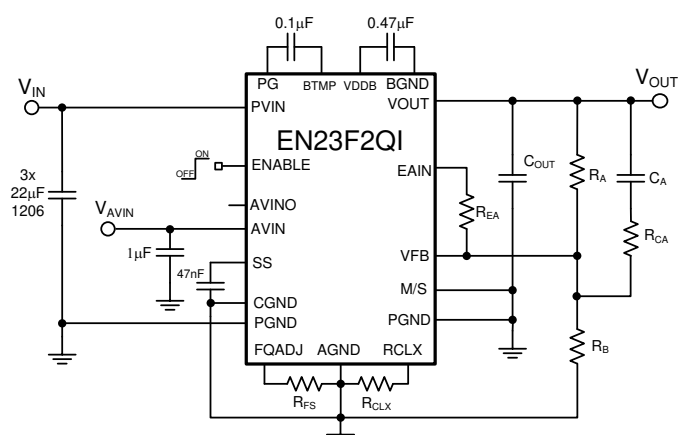 0.1µF
0.47µF
PG
BTMP
VDDB
BGND
VIN
PVIN
VOUT
VOUT
EN23F2QI
3x
22µF
1206
ON
OFF
ENABLE
EAIN
COUT
RA
CA
REA
RCA
AVINO
VAVIN
AVIN
1µF
VFB
SS
47nF
M/S
CGND
PGND
PGND
RB
FQADJ
AGND
RCLX
RFS
RCLX